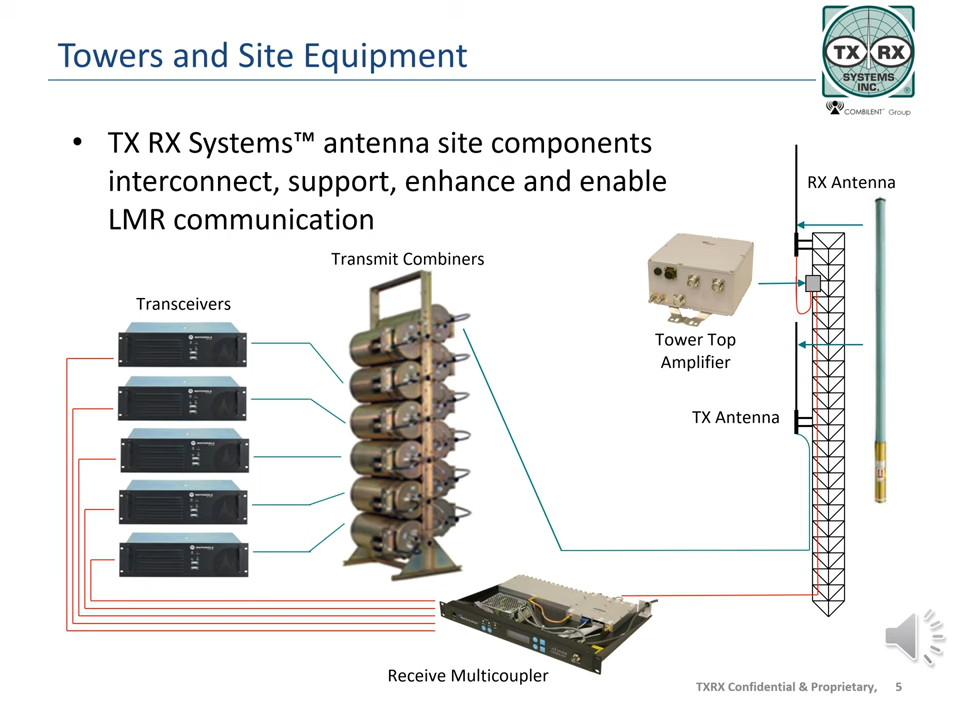 Towers and Site Equipment
TX RX
SYSTEMS
INC.
®
COMBILENT™ Group
• TX RX Systems™ antenna site components
interconnect, support, enhance and enable
LMR communication
RX Antenna
Transmit Combiners
Transceivers
Tower Top
Amplifier
TX Antenna
Receive Multicoupler
TXRX Confidential & Proprietary, 5